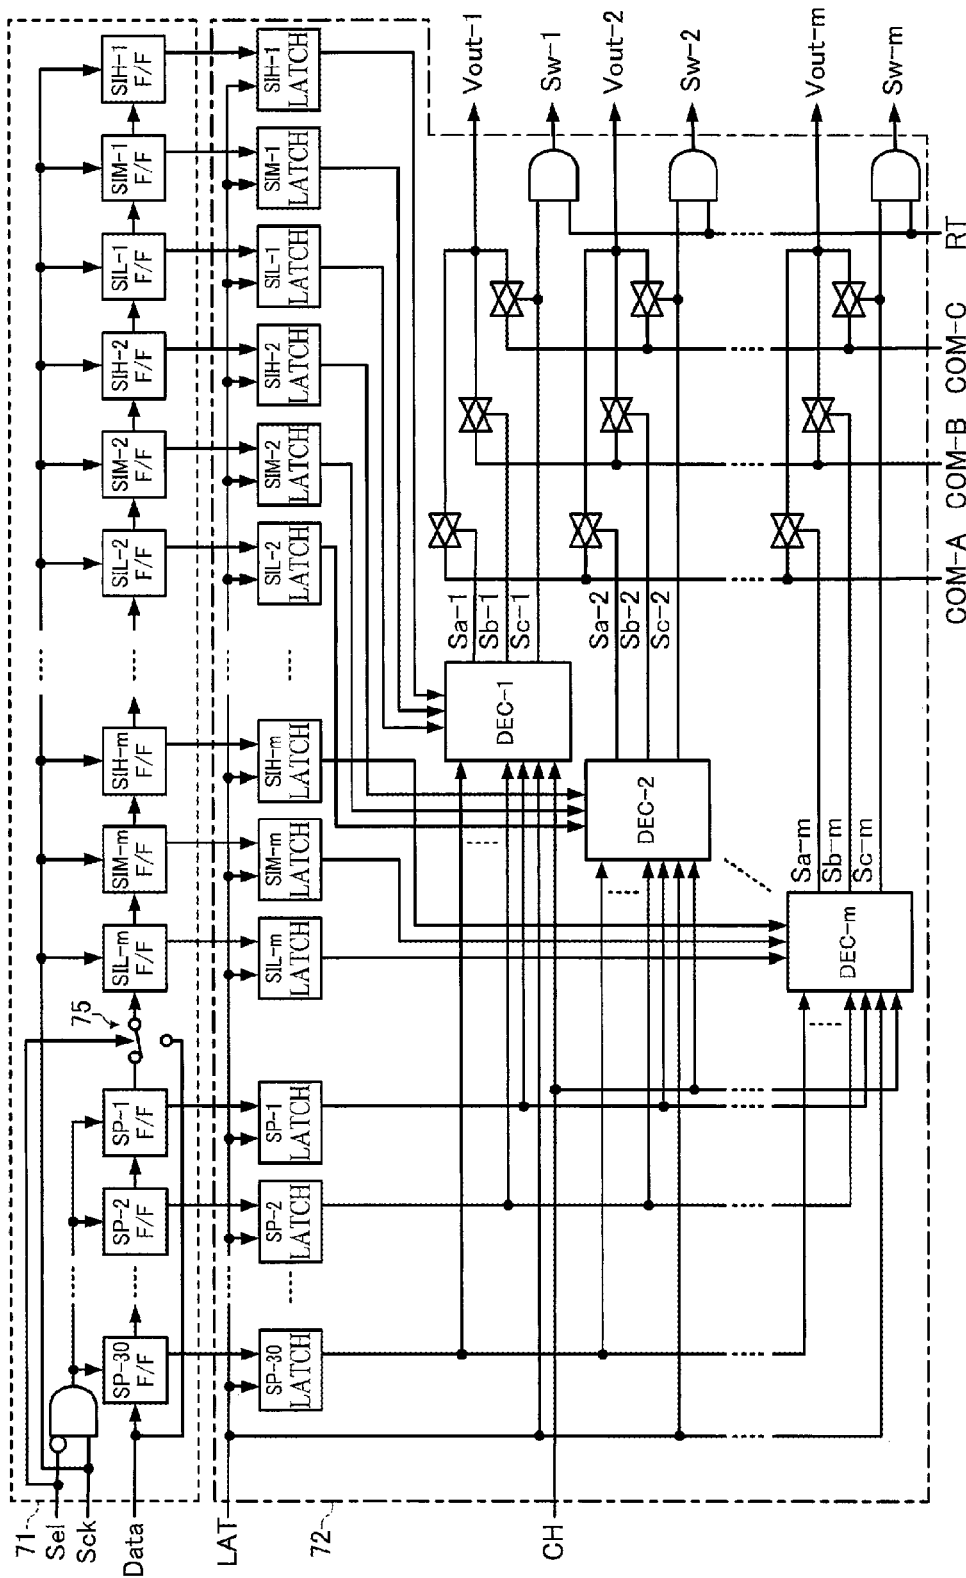 71
Sel
Sck
Data
LAT
72
CH
75
SP-30
F/F
SP-2
F/F
SP-1
F/F
SIL-m
F/F
SIM-m
F/F
SIH-m
F/F
SIL-2
F/F
SIM-2
F/F
SIH-2
F/F
SIL-1
F/F
SIM-1
F/F
SIH-1
F/F
SP-30
LATCH
SP-2
LATCH
SP-1
LATCH
SIL-m
LATCH
SIM-m
LATCH
SIH-m
LATCH
SIL-2
LATCH
SIM-2
LATCH
SIH-2
LATCH
SIL-1
LATCH
SIM-1
LATCH
SIH-1
LATCH
DEC-1
Sa-1
Sb-1
Sc-1
DEC-2
Sa-2
Sb-2
Sc-2
DEC-m
Sa-m
Sb-m
Sc-m
Vout-1
Sw-1
Vout-2
Sw-2
Vout-m
Sw-m
COM-A
COM-B
COM-C
RT